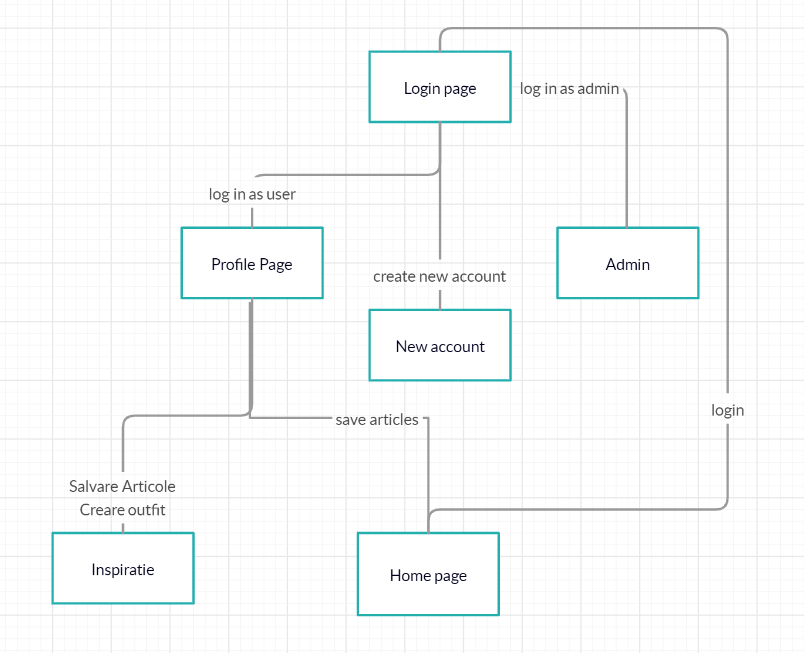 Login page
log in as admin
log in as user
Profile Page
Admin
create new account
New account
login
save articles
Salvare Articole
Creare outfit
Inspiratie
Home page